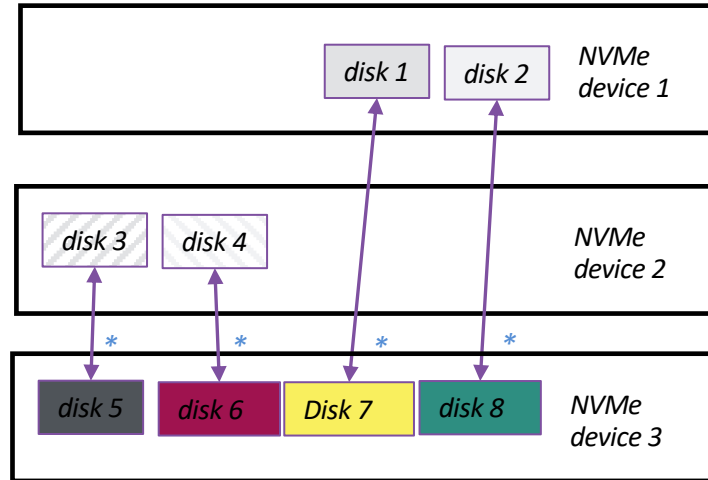 disk 1
disk 2
NVMe
device 1
disk 3
disk 4
NVMe
device 2
*
*
*
*
disk 5
disk 6
Disk 7
disk 8
NVMe
device 3